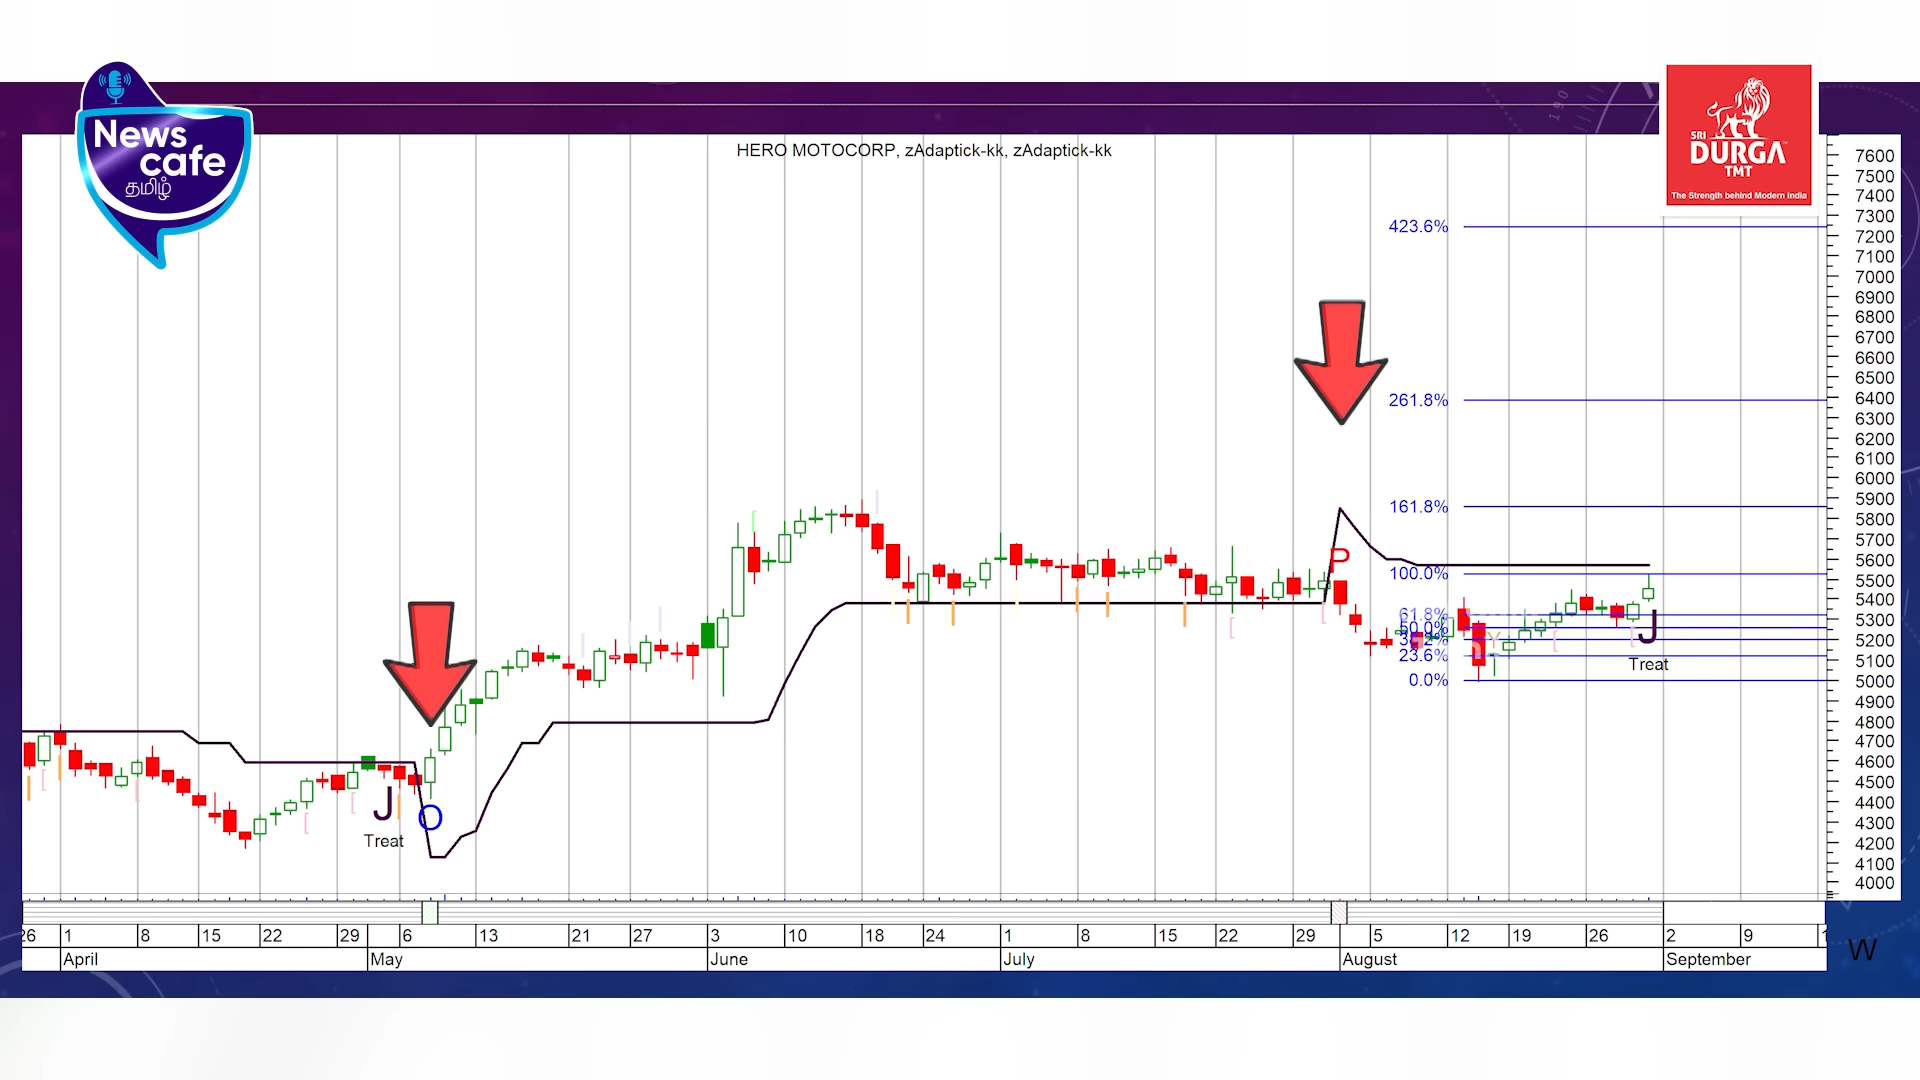 News
cafe
தமிழ்
SRI
DURGA
TMT
The Strength behind Modern India
HERO MOTOCORP, zAdaptick-kk, zAdaptick-kk
7600
7500
7400
7300
7200
7100
7000
6900
6800
6700
6600
6500
6400
6300
6200
6100
6000
5900
5800
5700
5600
5500
5400
5300
5200
5100
5000
4900
4800
4700
4600
4500
4400
4300
4200
4100
4000
423.6%
261.8%
161.8%
100.0%
61.8%
50.0%
38.2%
23.6%
0.0%
P
J
Treat
J
Treat
O
26 1 8 15 22 29 6 13 21 27 3 10 18 24 1 8 15 22 29 5 12 19 26 2 9
April May June July August September
W